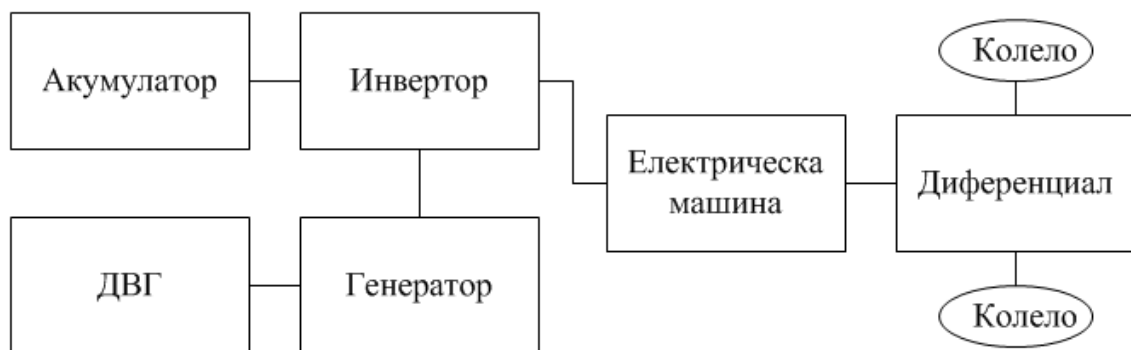 Акумулатор
Инвертор
Колело
Електрическа
машина
Диференциал
ДВГ
Генератор
Колело